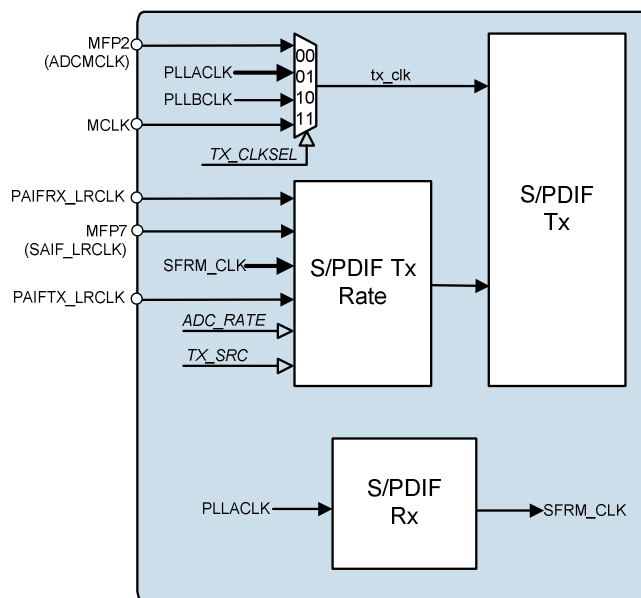 MFP2
(ADCMCLK)
PLLACLK
PLLBCLK
MCLK
00
01
10
11
tx_clk
TX_CLKSEL
S/PDIF
Tx
PAIFRX_LRCLK
MFP7
(SAIF_LRCLK)
SFRM_CLK
PAIFTX_LRCLK
ADC_RATE
TX_SRC
S/PDIF Tx
Rate
PLLACLK
S/PDIF
Rx
SFRM_CLK